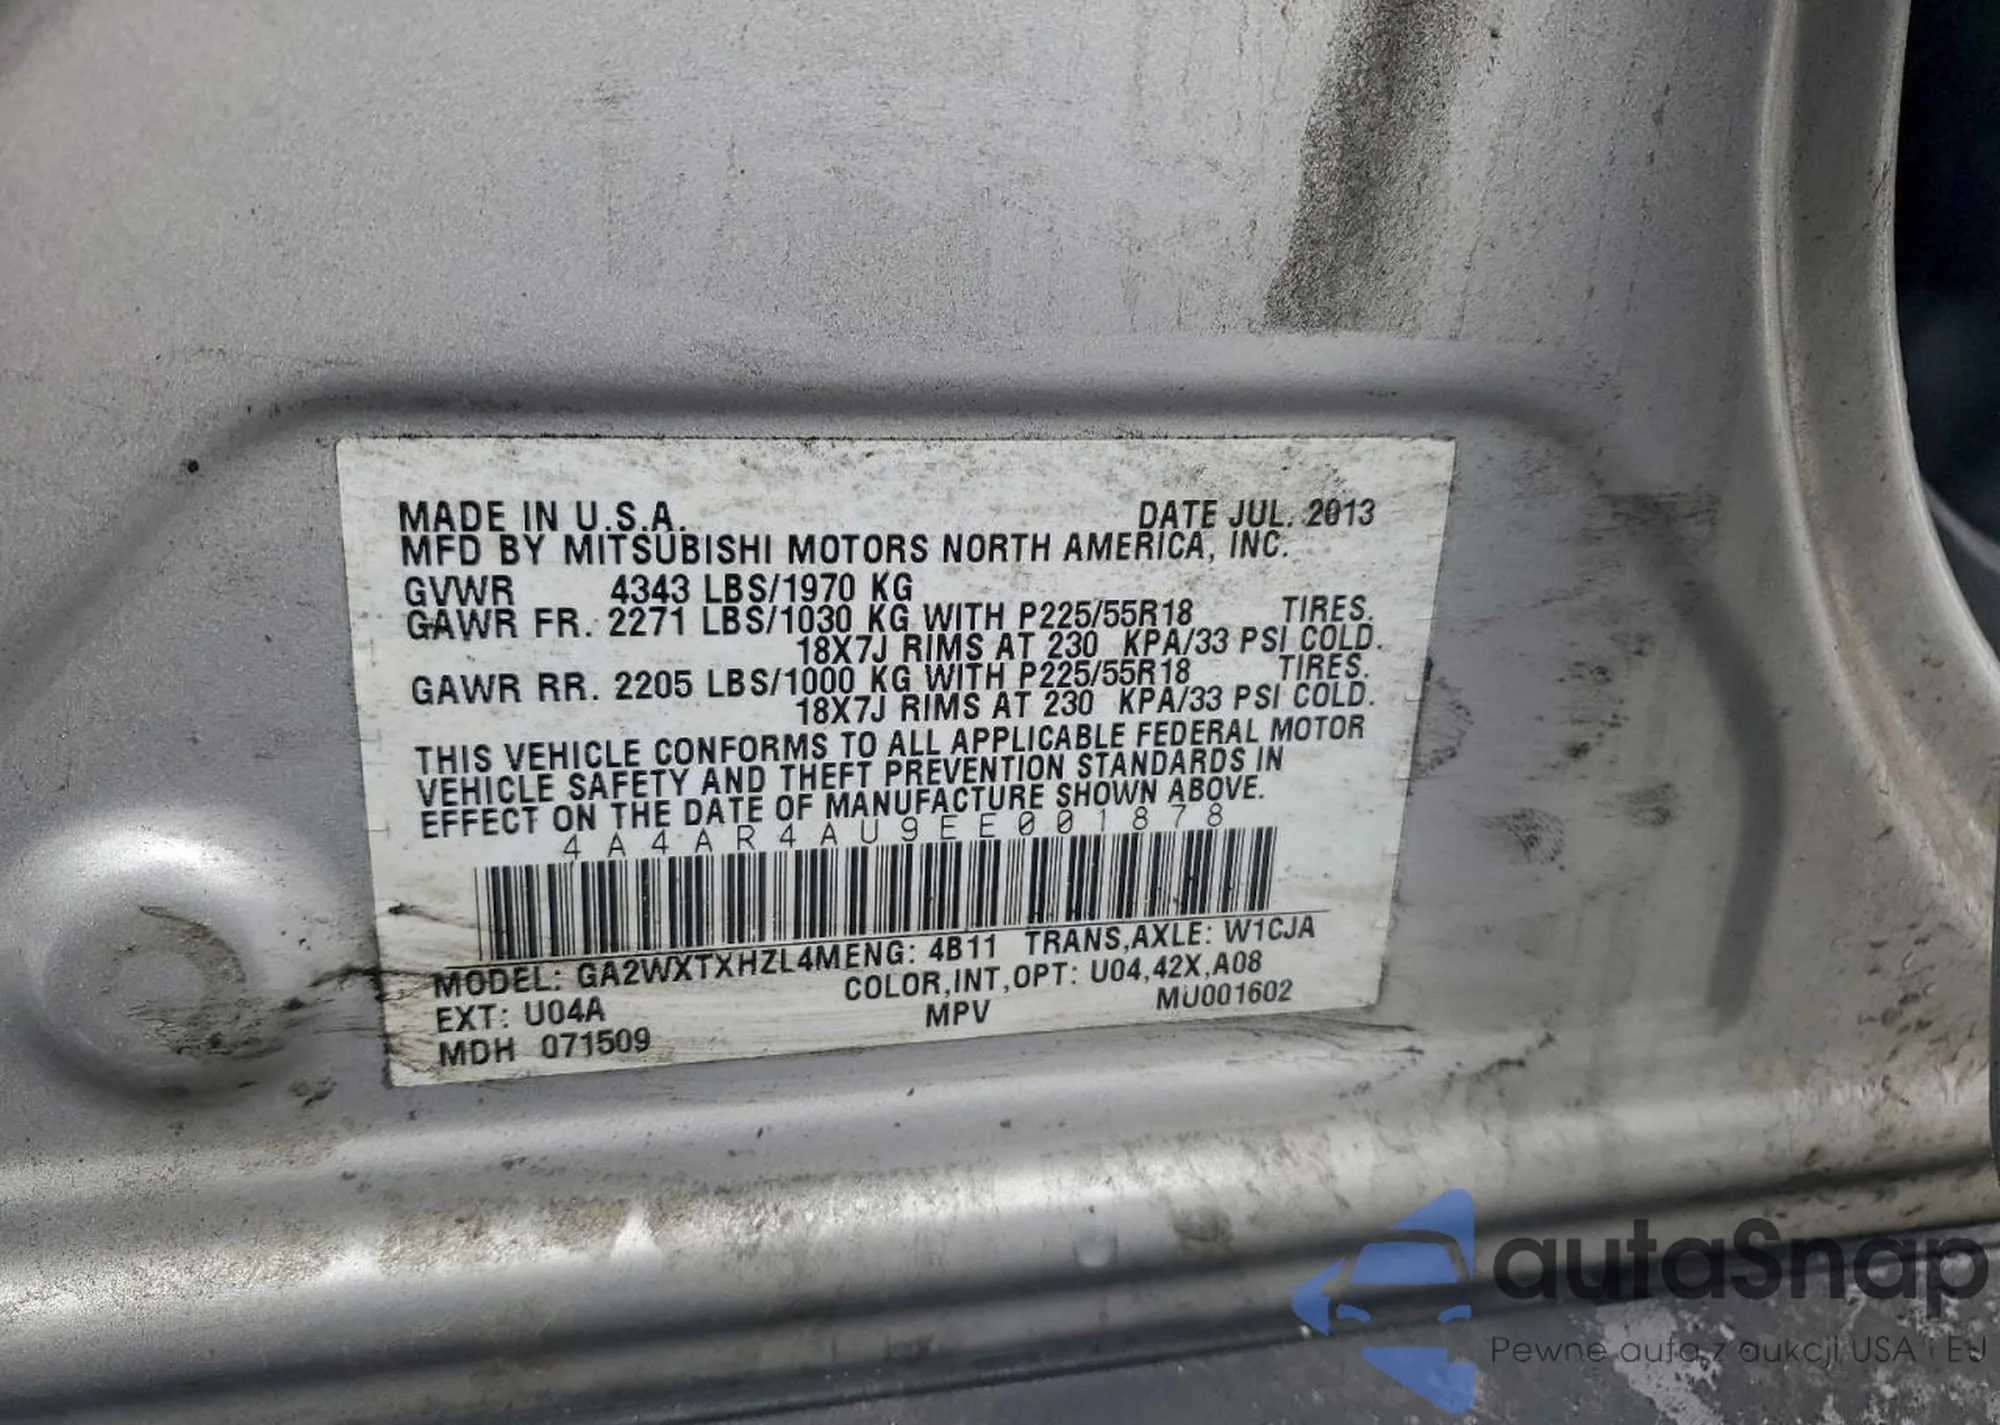 MADE IN U.S.A. DATE JUL. 2013
MFD BY MITSUBISHI MOTORS NORTH AMERICA, INC.
GVWR 4343 LBS/1970 KG
GAWR FR. 2271 LBS/1030 KG WITH P225/55R18 TIRES.
18X7J RIMS AT 230 KPA/33 PSI COLD.
GAWR RR. 2205 LBS/1000 KG WITH P225/55R18 TIRES.
18X7J RIMS AT 230 KPA/33 PSI COLD.
THIS VEHICLE CONFORMS TO ALL APPLICABLE FEDERAL MOTOR
VEHICLE SAFETY AND THEFT PREVENTION STANDARDS IN
EFFECT ON THE DATE OF MANUFACTURE SHOWN ABOVE.
4A4AR4AU9EE001878
MODEL: GA2WXTXHZL4MENG: 4B11 TRANS,AXLE: W1CJA
EXT: U04A COLOR,INT,OPT: U04,42X,A08
MDH 071509 MPV MU001602
autaSnap
Pewne auta z aukcji USA i EU